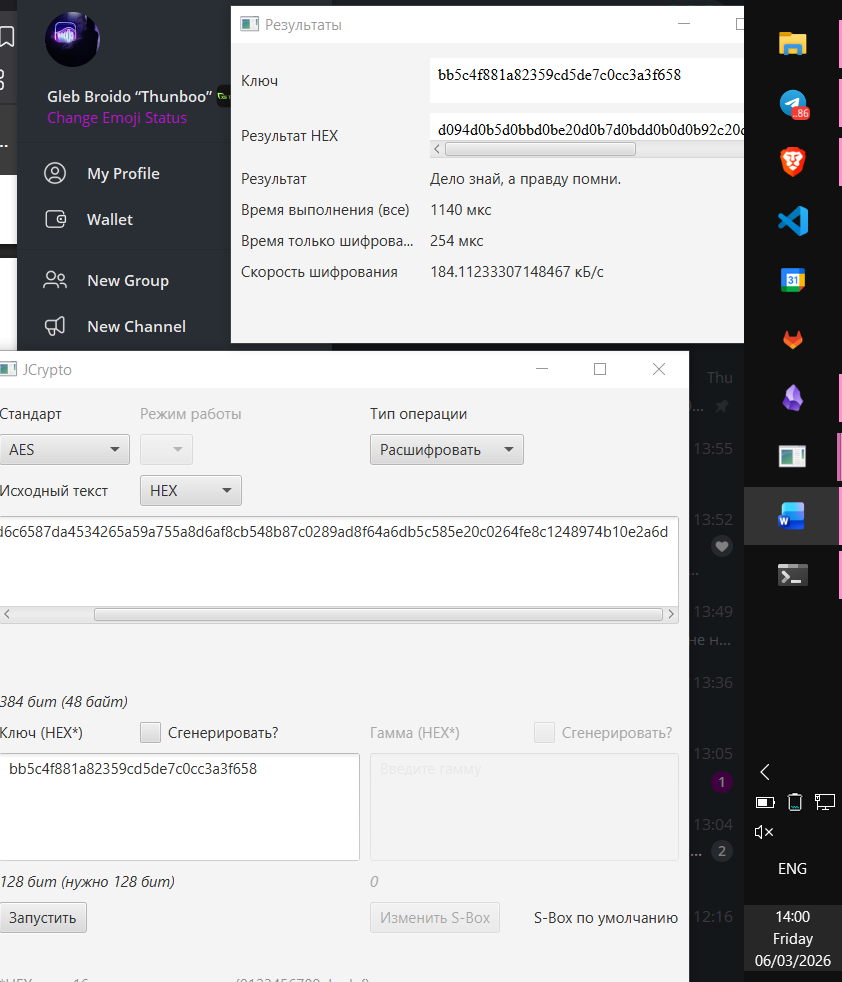 Gleb Broido “Thunboo”
Change Emoji Status
My Profile
Wallet
New Group
New Channel
Результаты
Ключ
bb5c4f881a82359cd5de7c0cc3a3f658
Результат HEX
d094d0b5d0bbd0be20d0b7d0bdd0b0d0b92c20d
Результат
Дело знай, а правду помни.
Время выполнения (все)
1140 мкс
Время только шифрова...
254 мкс
Скорость шифрования
184.11233307148467 кБ/с
JCrypto
Стандарт
Режим работы
Тип операции
AES
Расшифровать
Исходный текст
HEX
d6c6587da4534265a59a755a8d6af8cb548b87c0289ad8f64a6db5c585e20c0264fe8c1248974b10e2a6d
384 бит (48 байт)
Ключ (HEX*)
Сгенерировать?
Гамма (HEX*)
Сгенерировать?
bb5c4f881a82359cd5de7c0cc3a3f658
Введите гамму
128 бит (нужно 128 бит)
0
Запустить
Изменить S-Box
S-Box по умолчанию
Thu
13:55
13:52
13:49
не н...
13:36
13:05
1
13:04
2
12:16
..86
31
W
ENG
14:00
Friday
06/03/2026